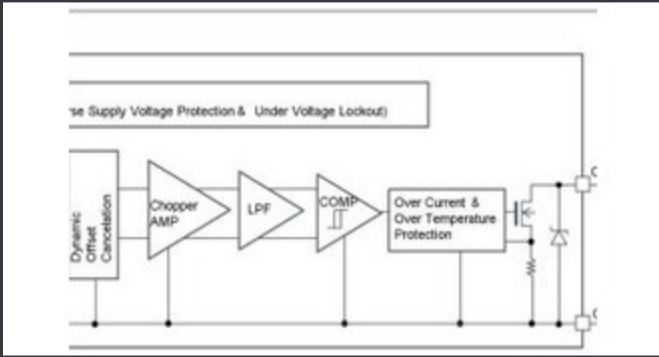 rse Supply Voltage Protection & Under Voltage Lockout)
Dynamic
Offset
Cancelation
Chopper
AMP
LPF
COMP
Over Current &
Over Temperature
Protection